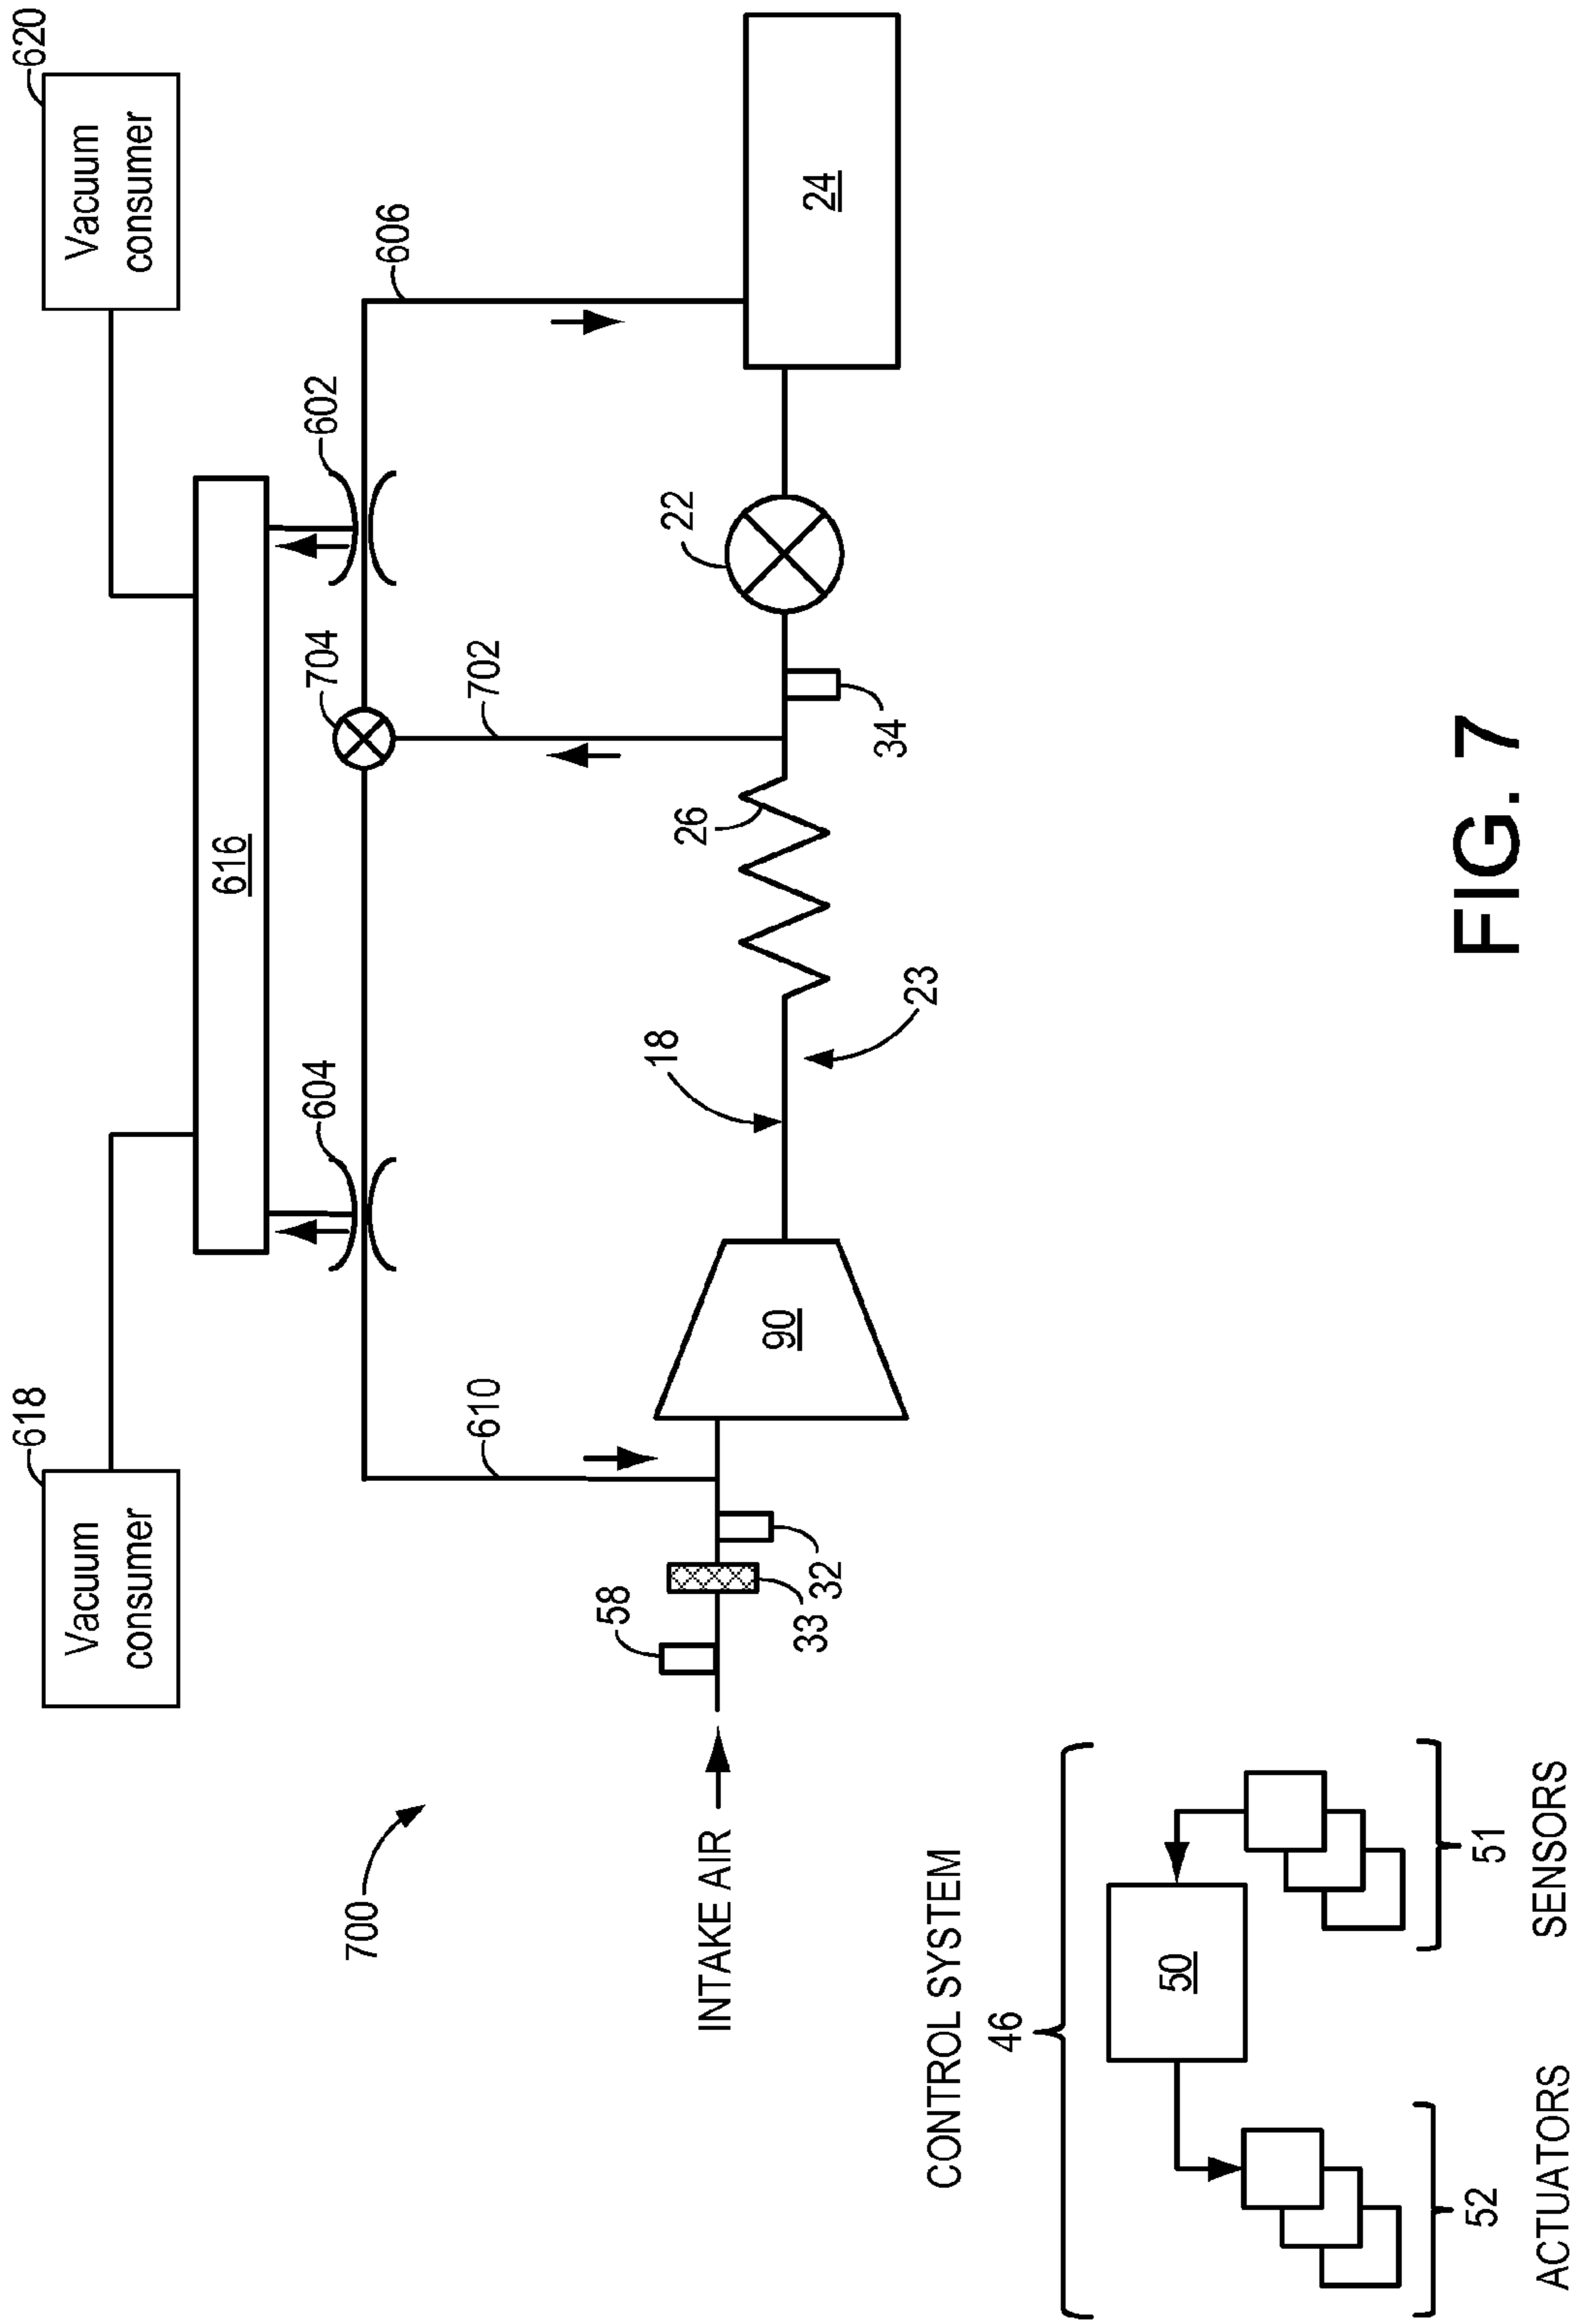 618
Vacuum
consumer
620
Vacuum
consumer
616
604
704
602
700
610
702
606
58
18
26
22
INTAKE AIR
90
24
33
32
23
34
CONTROL SYSTEM
46
50
52
51
ACTUATORS
SENSORS
FIG. 7